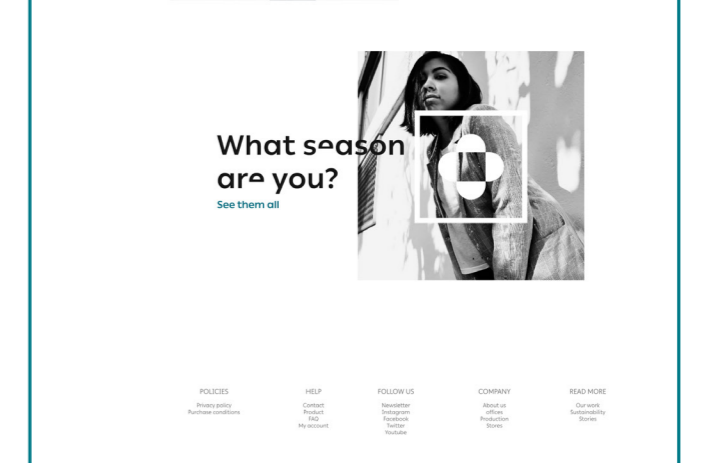 What season
are you?
See them all
POLICIES
Privacy policy
Purchase conditions
HELP
Contact
Product
FAQ
My account
FOLLOW US
Newsletter
Instagram
Facebook
Twitter
Youtube
COMPANY
About us
offices
Production
Stores
READ MORE
Our work
Sustainability
Stories